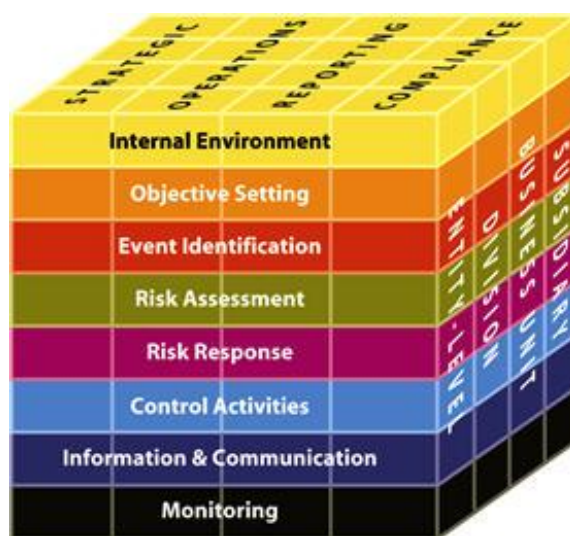 STRATEGIC
OPERATIONS
REPORTING
COMPLIANCE
Internal Environment
Objective Setting
Event Identification
Risk Assessment
Risk Response
Control Activities
Information & Communication
Monitoring
ENTITY-LEVEL
DIVISION
BUSINESS UNIT
SUBSIDIARY